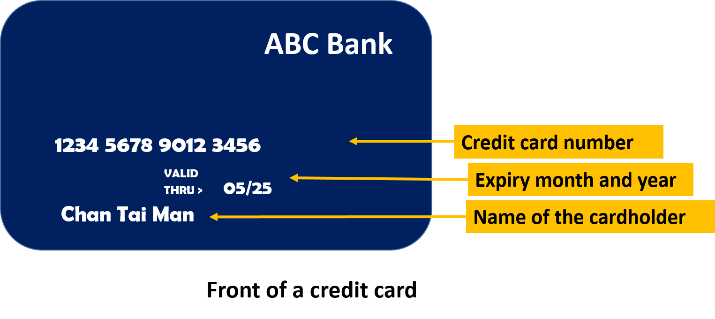 ABC Bank
1234 5678 9012 3456
Credit card number
VALID
THRU > 05/25
Expiry month and year
Chan Tai Man
Name of the cardholder
Front of a credit card